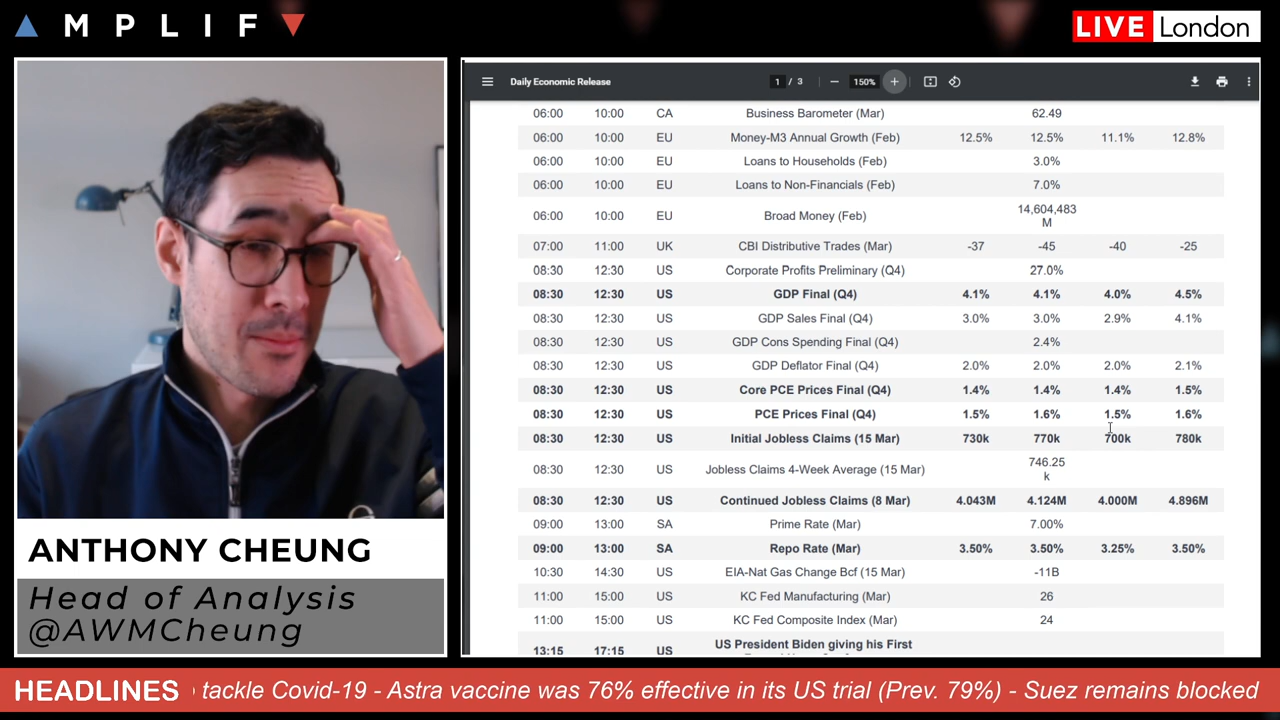 AMPLIFY
LIVE London
Daily Economic Release
1 / 3
150%
06:00 10:00 CA Business Barometer (Mar) 62.49
06:00 10:00 EU Money-M3 Annual Growth (Feb) 12.5% 12.5% 11.1% 12.8%
06:00 10:00 EU Loans to Households (Feb) 3.0%
06:00 10:00 EU Loans to Non-Financials (Feb) 7.0%
06:00 10:00 EU Broad Money (Feb) 14,604,483
M
07:00 11:00 UK CBI Distributive Trades (Mar) -37 -45 -40 -25
08:30 12:30 US Corporate Profits Preliminary (Q4) 27.0%
08:30 12:30 US GDP Final (Q4) 4.1% 4.1% 4.0% 4.5%
08:30 12:30 US GDP Sales Final (Q4) 3.0% 3.0% 2.9% 4.1%
08:30 12:30 US GDP Cons Spending Final (Q4) 2.4%
08:30 12:30 US GDP Deflator Final (Q4) 2.0% 2.0% 2.0% 2.1%
08:30 12:30 US Core PCE Prices Final (Q4) 1.4% 1.4% 1.4% 1.5%
08:30 12:30 US PCE Prices Final (Q4) 1.5% 1.6% 1.5% 1.6%
08:30 12:30 US Initial Jobless Claims (15 Mar) 730k 770k 700k 780k
08:30 12:30 US Jobless Claims 4-Week Average (15 Mar) 746.25
k
08:30 12:30 US Continued Jobless Claims (8 Mar) 4.043M 4.124M 4.000M 4.896M
09:00 13:00 SA Prime Rate (Mar) 7.00%
09:00 13:00 SA Repo Rate (Mar) 3.50% 3.50% 3.25% 3.50%
10:30 14:30 US EIA-Nat Gas Change Bcf (15 Mar) -11B
11:00 15:00 US KC Fed Manufacturing (Mar) 26
11:00 15:00 US KC Fed Composite Index (Mar) 24
13:15 17:15 US US President Biden giving his First
ANTHONY CHEUNG
Head of Analysis
@AWMCheung
HEADLINES tackle Covid-19 - Astra vaccine was 76% effective in its US trial (Prev. 79%) - Suez remains blocked